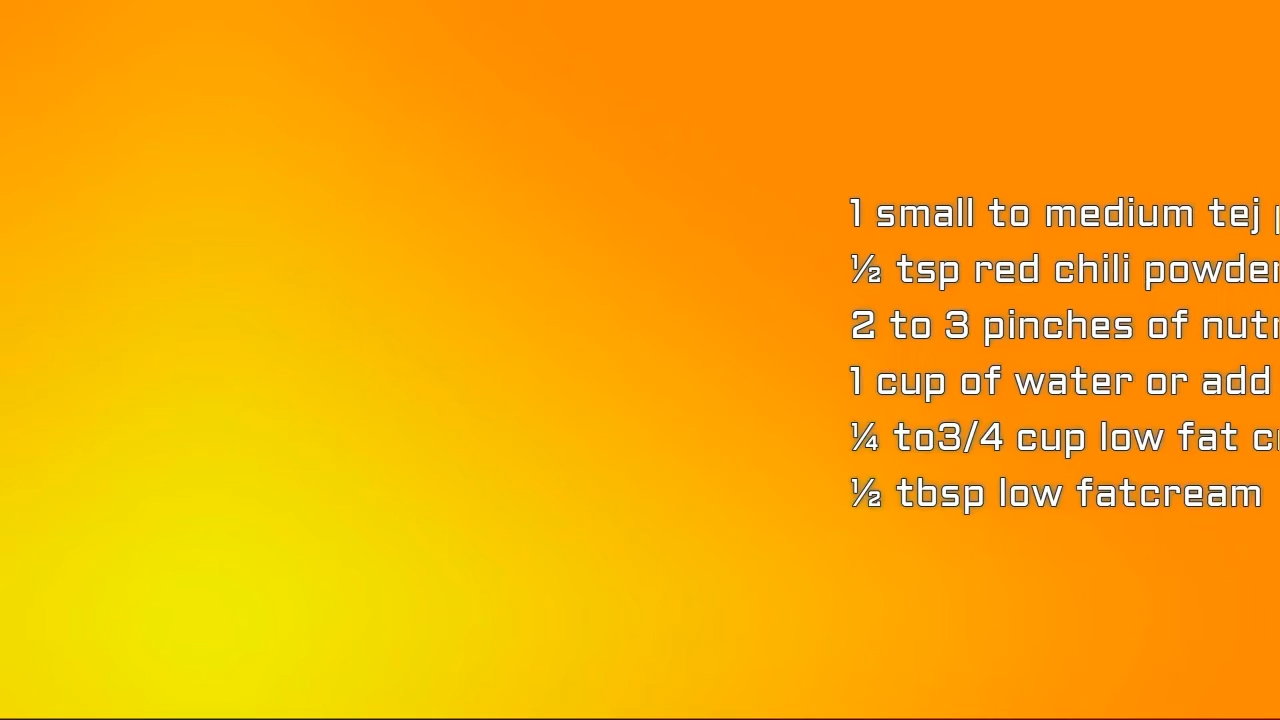 1 small to medium tej
½ tsp red chili powder
2 to 3 pinches of
1 cup of water or add
¼ to3/4 cup low fat
½ tbsp low fatcream